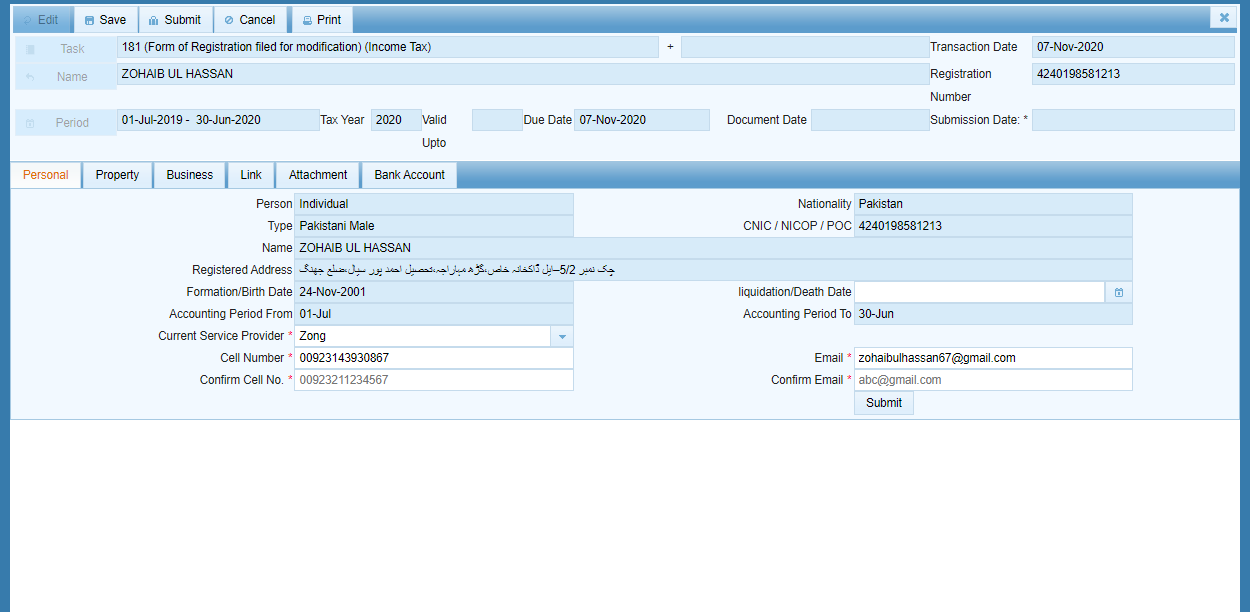 Edit Save Submit Cancel Print
Task 181 (Form of Registration filed for modification) (Income Tax) + Transaction Date 07-Nov-2020
Name ZOHAIB UL HASSAN Registration Number 4240198581213
Period 01-Jul-2019 - 30-Jun-2020 Tax Year 2020 Valid Upto Due Date 07-Nov-2020 Document Date Submission Date: *
Personal Property Business Link Attachment Bank Account
Person Individual Nationality Pakistan
Type Pakistani Male CNIC / NICOP / POC 4240198581213
Name ZOHAIB UL HASSAN
Registered Address چک نمبر 5/2-ایل ڈاکخانہ خاص،گڑھ مہاراجہ،تحصیل احمد پور سیال،ضلع جھنگ
Formation/Birth Date 24-Nov-2001 liquidation/Death Date
Accounting Period From 01-Jul Accounting Period To 30-Jun
Current Service Provider * Zong
Cell Number * 00923143930867 Email * zohaibulhassan67@gmail.com
Confirm Cell No. * 00923211234567 Confirm Email * abc@gmail.com
Submit